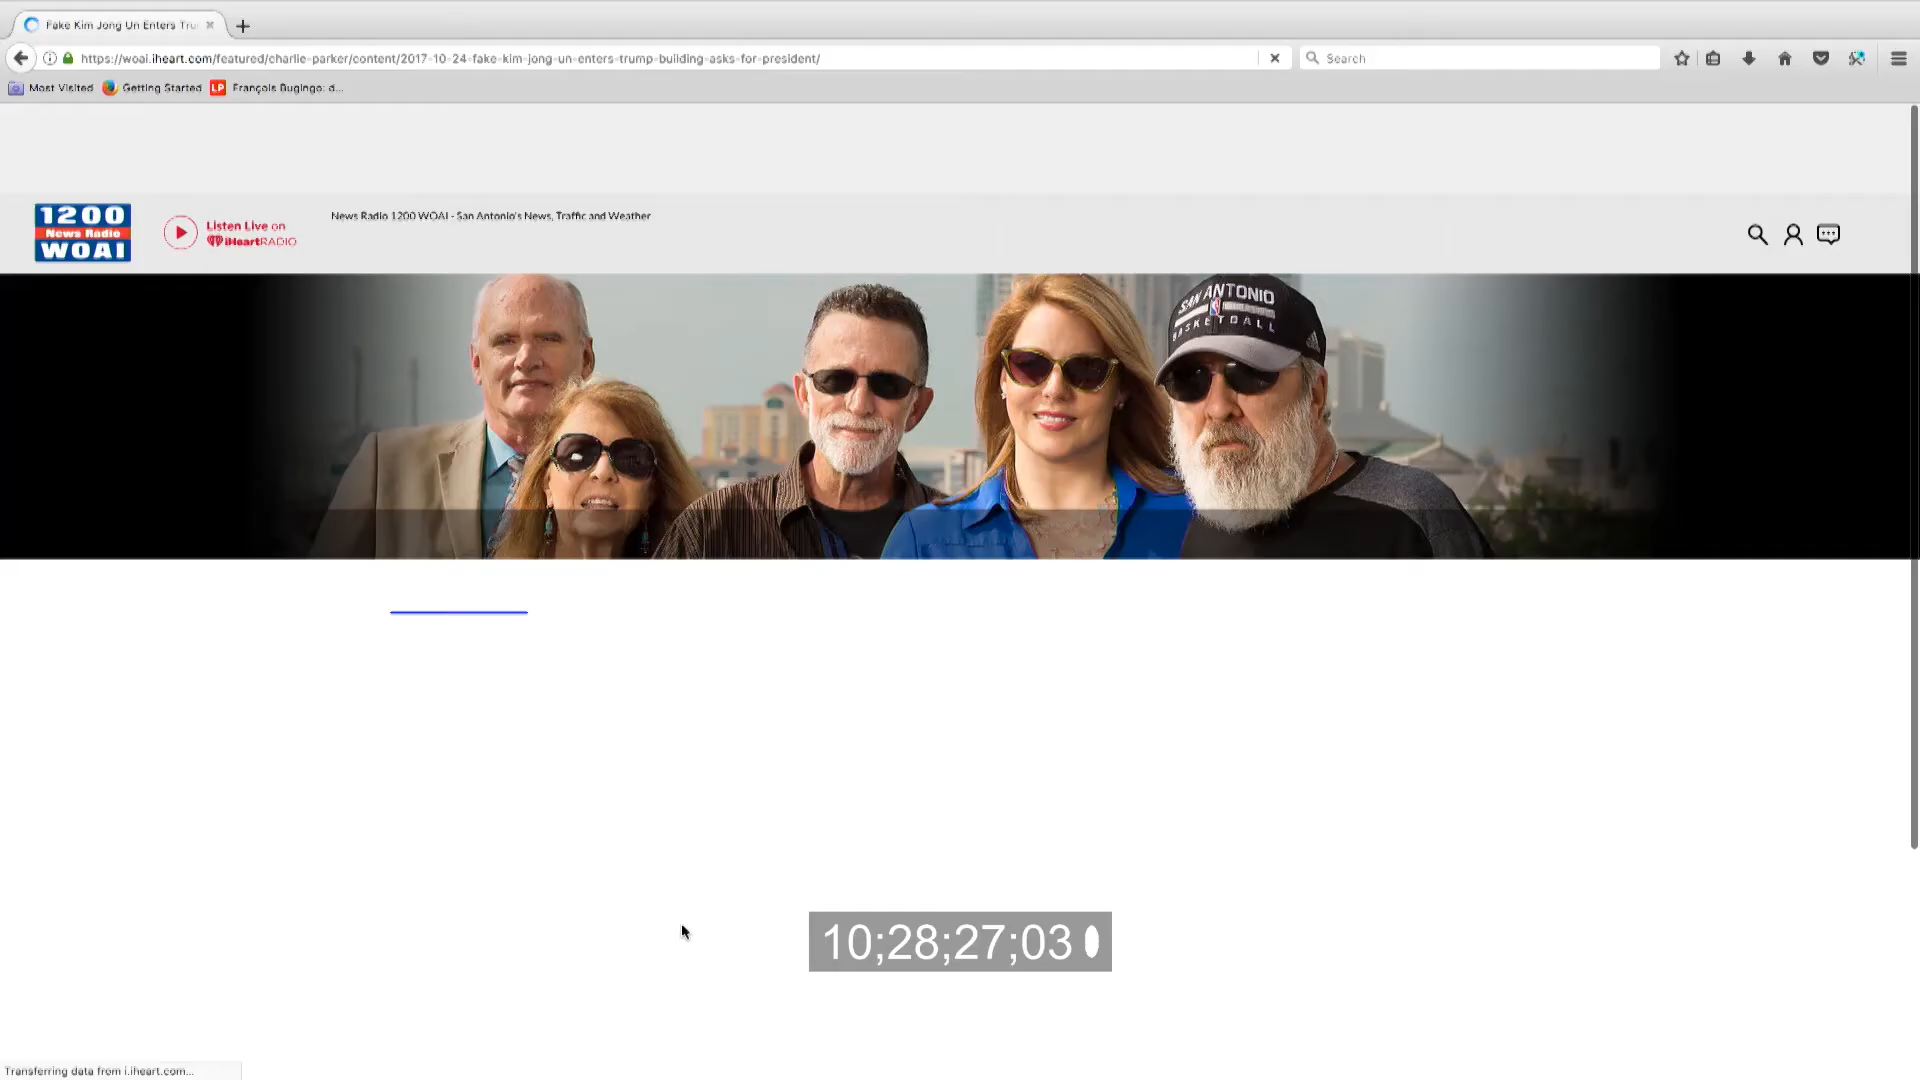 Fake Kim Jong Un Enters Tru
https://woai.iheart.com/featured/charlie-parker/content/2017-10-24-fake-kim-jong-un-enters-trump-building-asks-for-president/
Search
Most Visited
Getting Started
LP
François Bugingo: d...
1200
News Radio
WOAI
Listen Live on
iHeartRADIO
News Radio 1200 WOAI - San Antonio's News, Traffic and Weather
SAN ANTONIO
BASKETBALL
10;28;27;03
Transferring data from i.iheart.com...